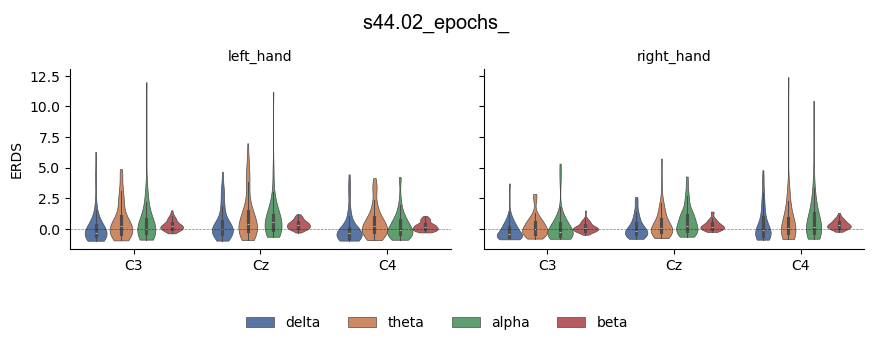 s44.02_epochs_
left_hand
right_hand
ERDS
12.5
10.0
7.5
5.0
2.5
0.0
C3
Cz
C4
C3
Cz
C4
delta
theta
alpha
beta